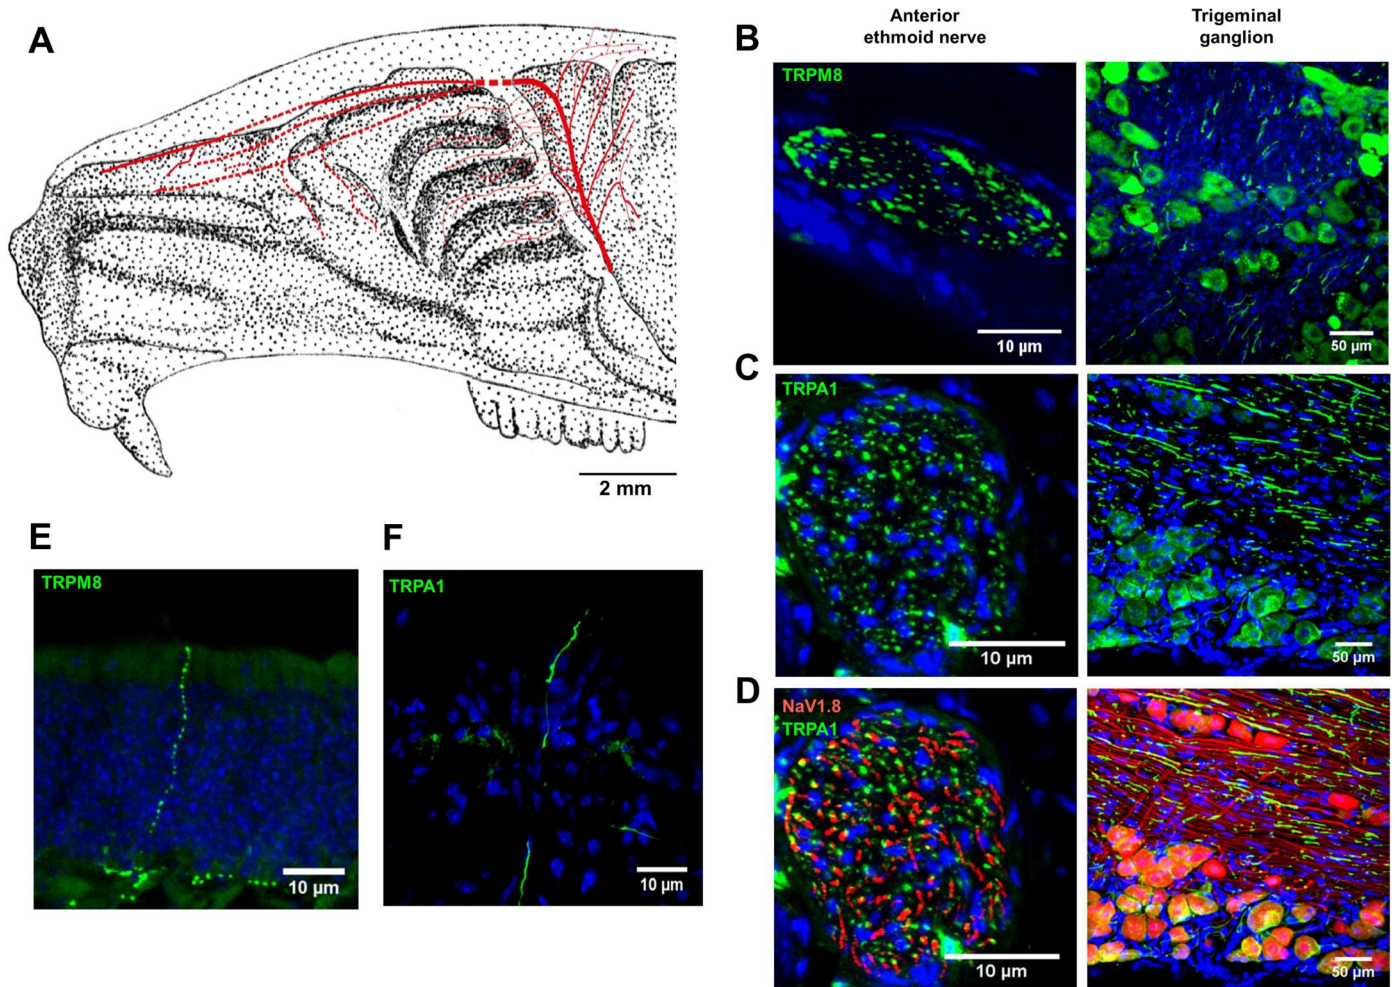 A
2 mm
Anterior
ethmoid nerve
Trigeminal
ganglion
B
TRPM8
10 µm
50 µm
C
TRPA1
10 µm
50 µm
D
NaV1.8
TRPA1
10 µm
50 µm
E
TRPM8
10 µm
F
TRPA1
10 µm